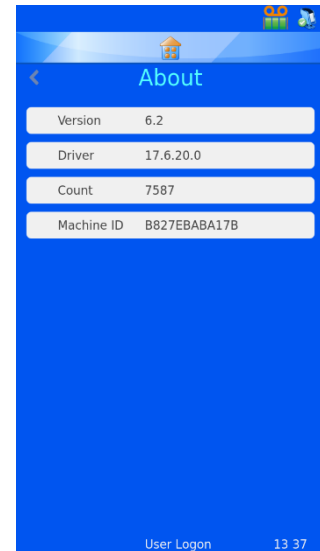 About
Version 6.2
Driver 17.6.20.0
Count 7587
Machine ID B827EBABA17B
User Logon 13 37